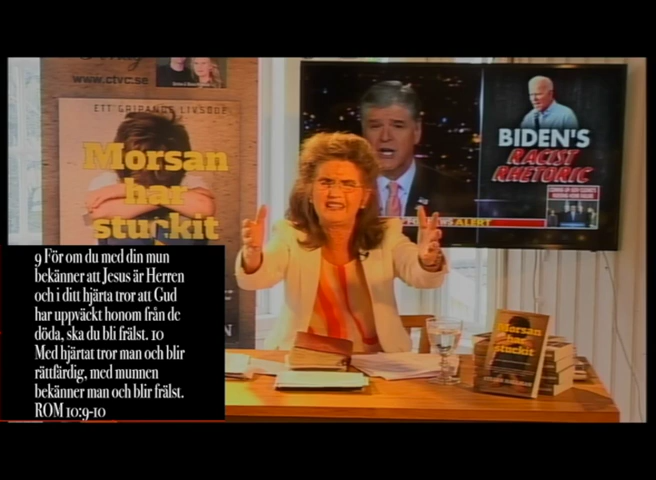 www.ctvc.se
ETT GRIPANDE LIVSÖDE
Morsan
har
stuckit
BIDEN'S
RACIST
RHETORIC
ALERT
Morsan
har
stuckit
9 För om du med din mun
bekänner att Jesus är Herren
och i ditt hjärta tror att Gud
har uppväckt honom från de
döda, ska du bli frälst. 10
Med hjärtat tror man och blir
rättfärdig, med munnen
bekänner man och blir frälst.
ROM 10:9-10